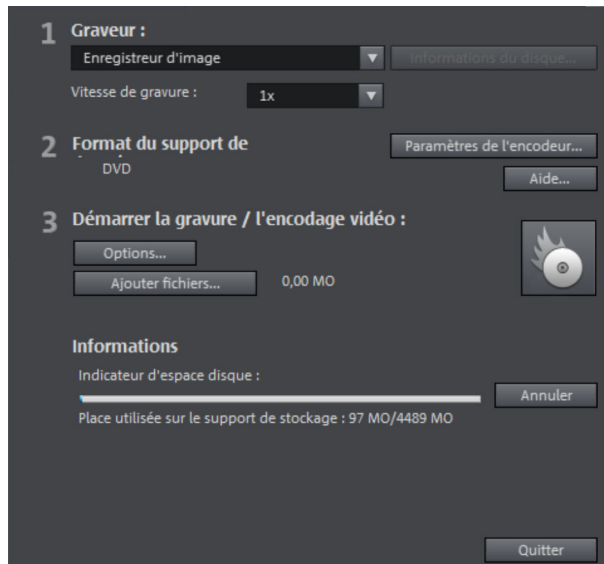 1 Graveur :
Enregistreur d'image Informations du disque...
Vitesse de gravure : 1x
2 Format du support de
Paramètres de l'encodeur...
DVD
Aide...
3 Démarrer la gravure / l'encodage vidéo :
Options...
Ajouter fichiers... 0,00 MO
Informations
Indicateur d'espace disque :
Annuler
Place utilisée sur le support de stockage : 97 MO/4489 MO
Quitter